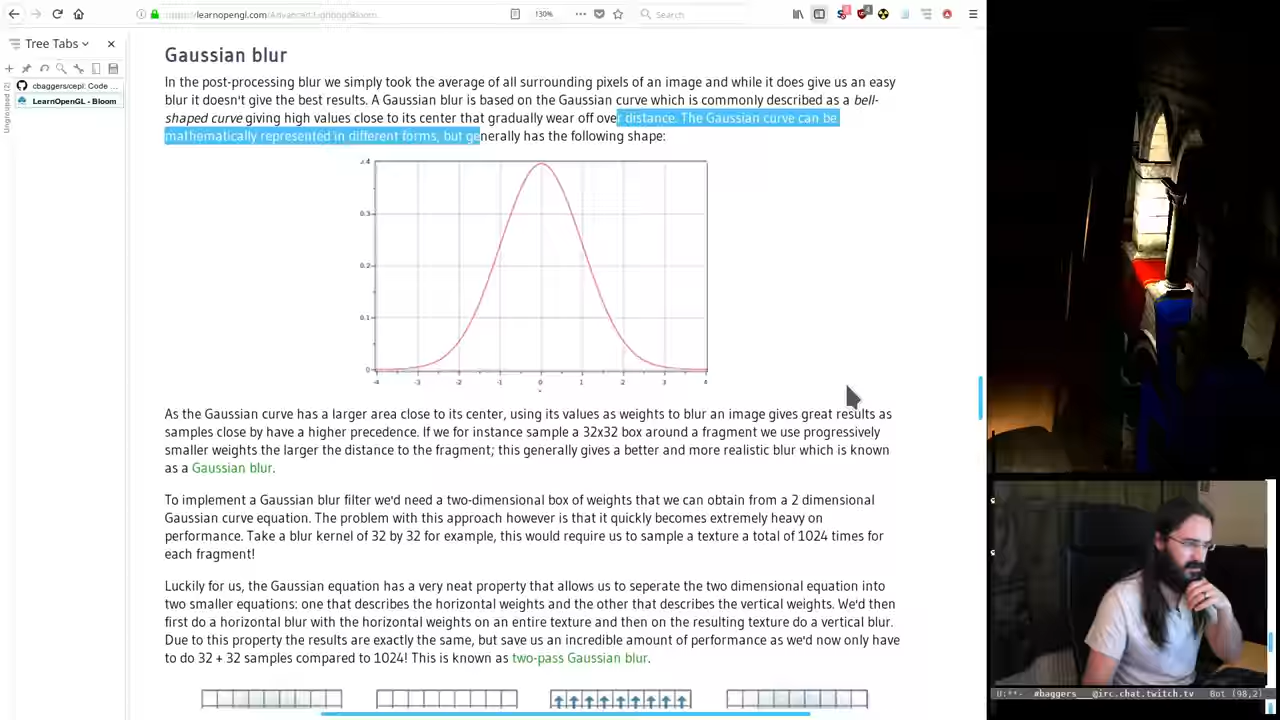 learnopengl.com/Advanced-Lighting/Bloom
130%
Search
Tree Tabs
Ungrouped (2)
cbaggers/cepl: Code ...
LearnOpenGL - Bloom
Gaussian blur
In the post-processing blur we simply took the average of all surrounding pixels of an image and while it does give us an easy
blur it doesn't give the best results. A Gaussian blur is based on the Gaussian curve which is commonly described as a bell-
shaped curve giving high values close to its center that gradually wear off over distance. The Gaussian curve can be
mathematically represented in different forms, but generally has the following shape:
0.3
0.2
0.1
0
-4 -3 -2 -1 0 1 2 3 4
As the Gaussian curve has a larger area close to its center, using its values as weights to blur an image gives great results as
samples close by have a higher precedence. If we for instance sample a 32x32 box around a fragment we use progressively
smaller weights the larger the distance to the fragment; this generally gives a better and more realistic blur which is known
as a Gaussian blur.
To implement a Gaussian blur filter we'd need a two-dimensional box of weights that we can obtain from a 2 dimensional
Gaussian curve equation. The problem with this approach however is that it quickly becomes extremely heavy on
performance. Take a blur kernel of 32 by 32 for example, this would require us to sample a texture a total of 1024 times for
each fragment!
Luckily for us, the Gaussian equation has a very neat property that allows us to seperate the two dimensional equation into
two smaller equations: one that describes the horizontal weights and the other that describes the vertical weights. We'd then
first do a horizontal blur with the horizontal weights on an entire texture and then on the resulting texture do a vertical blur.
Due to this property the results are exactly the same, but save us an incredible amount of performance as we'd now only have
to do 32 + 32 samples compared to 1024! This is known as two-pass Gaussian blur.
U:**- #baggers___@irc.chat.twitch.tv Bot (98,2)